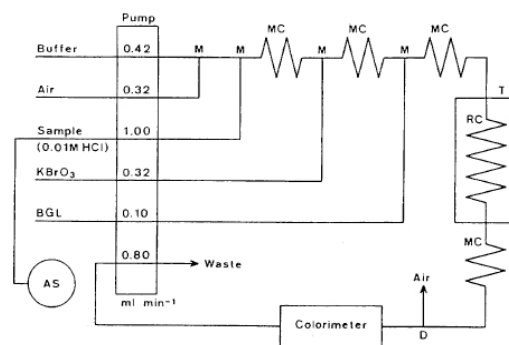 Pump
MC
MC
MC
Buffer 0.42 M M M M
Air 0.32
T
Sample 1.00
(0.01M HCl)
RC
KBrO₃ 0.32
BGL 0.10
MC
0.80
Waste
Air
AS
ml min⁻¹
Colorimeter
D